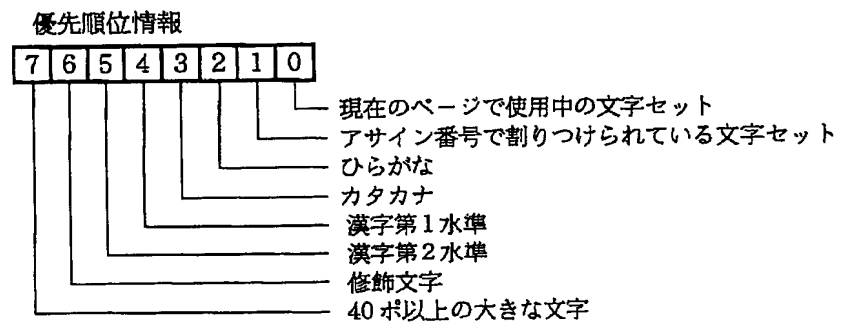 優先順位情報
7 6 5 4 3 2 1 0
現在のページで使用中の文字セット
アサイン番号で割りつけられている文字セット
ひらがな
カタカナ
漢字第1水準
漢字第2水準
修飾文字
40ポ以上の大きな文字